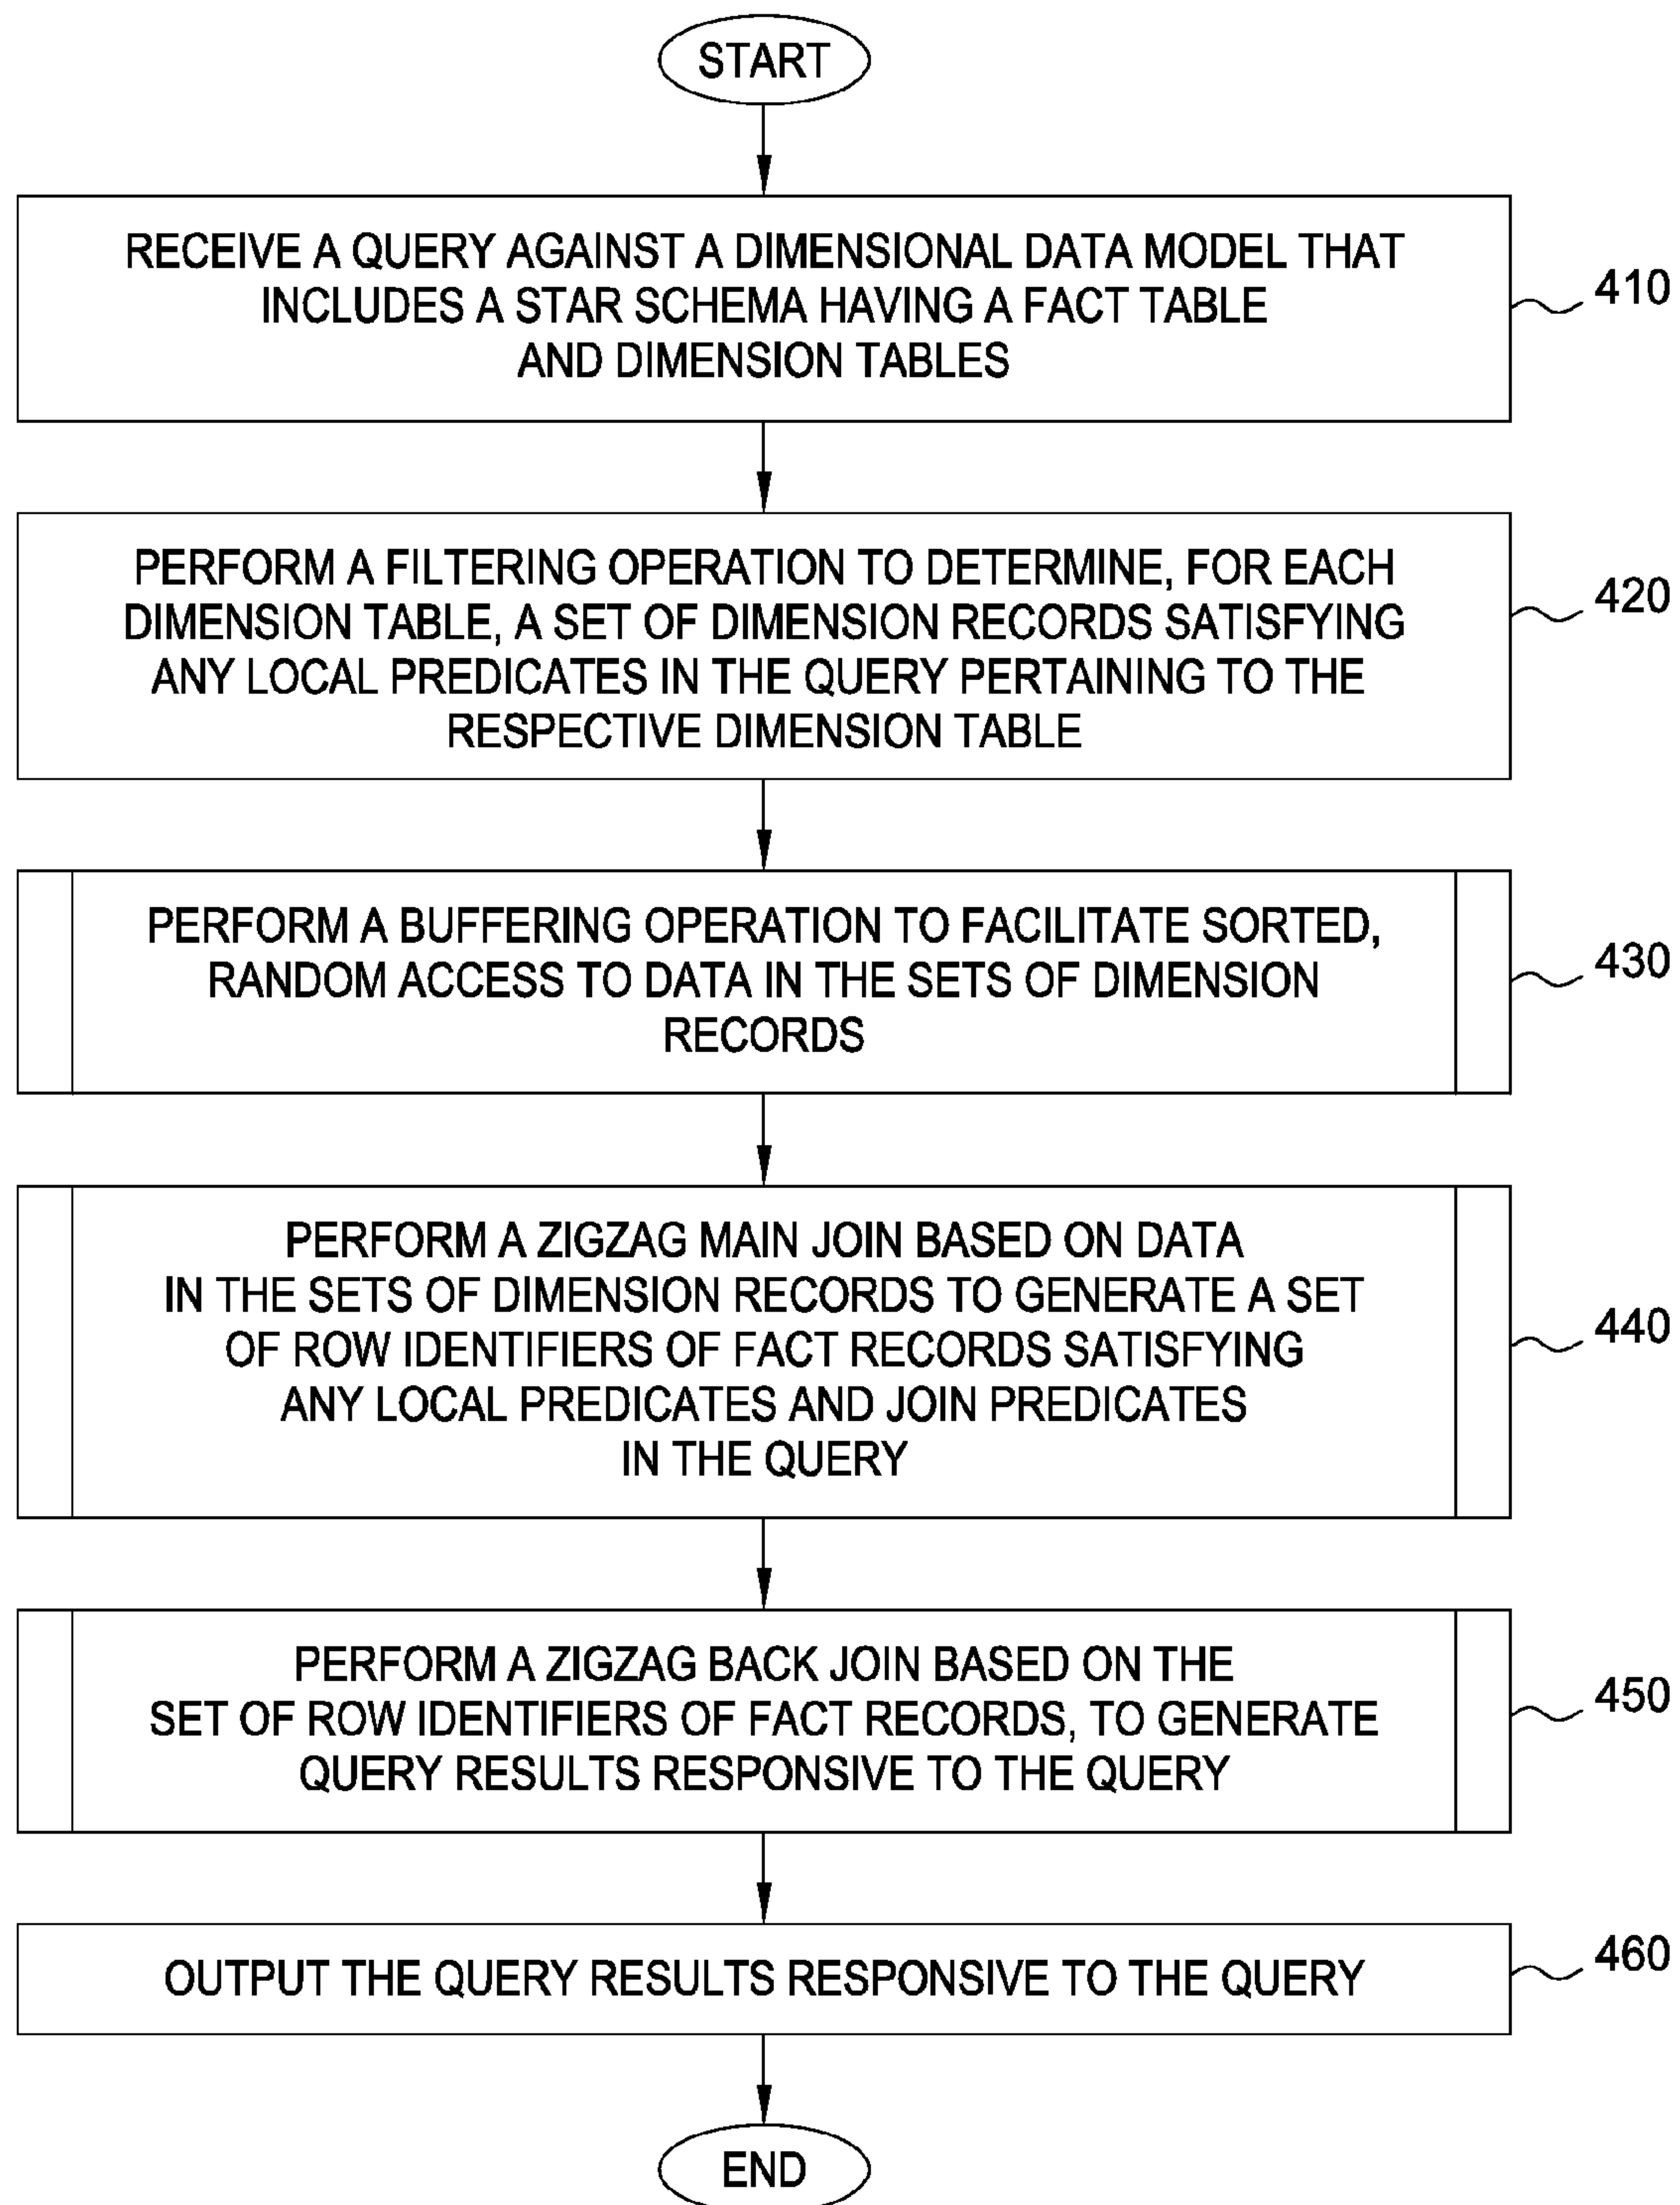 START
RECEIVE A QUERY AGAINST A DIMENSIONAL DATA MODEL THAT
INCLUDES A STAR SCHEMA HAVING A FACT TABLE
AND DIMENSION TABLES
410
PERFORM A FILTERING OPERATION TO DETERMINE, FOR EACH
DIMENSION TABLE, A SET OF DIMENSION RECORDS SATISFYING
ANY LOCAL PREDICATES IN THE QUERY PERTAINING TO THE
RESPECTIVE DIMENSION TABLE
420
PERFORM A BUFFERING OPERATION TO FACILITATE SORTED,
RANDOM ACCESS TO DATA IN THE SETS OF DIMENSION
RECORDS
430
PERFORM A ZIGZAG MAIN JOIN BASED ON DATA
IN THE SETS OF DIMENSION RECORDS TO GENERATE A SET
OF ROW IDENTIFIERS OF FACT RECORDS SATISFYING
ANY LOCAL PREDICATES AND JOIN PREDICATES
IN THE QUERY
440
PERFORM A ZIGZAG BACK JOIN BASED ON THE
SET OF ROW IDENTIFIERS OF FACT RECORDS, TO GENERATE
QUERY RESULTS RESPONSIVE TO THE QUERY
450
OUTPUT THE QUERY RESULTS RESPONSIVE TO THE QUERY
460
END